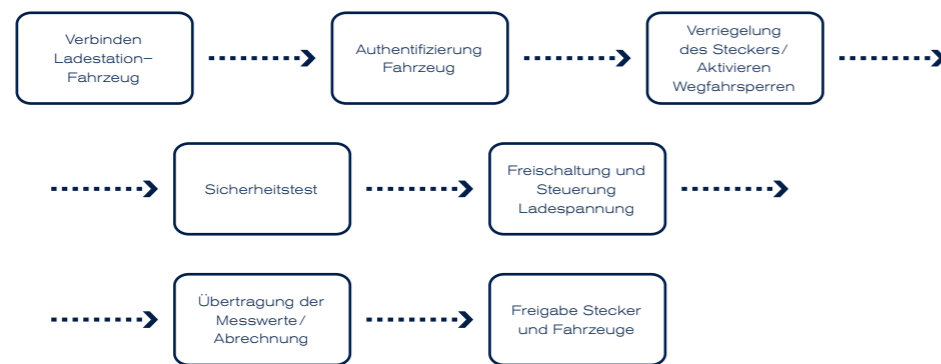 Verbinden
Ladestation–
Fahrzeug
Authentifizierung
Fahrzeug
Verriegelung
des Steckers/
Aktivieren
Wegfahrsperren
Sicherheitstest
Freischaltung und
Steuerung
Ladespannung
Übertragung der
Messwerte/
Abrechnung
Freigabe Stecker
und Fahrzeuge